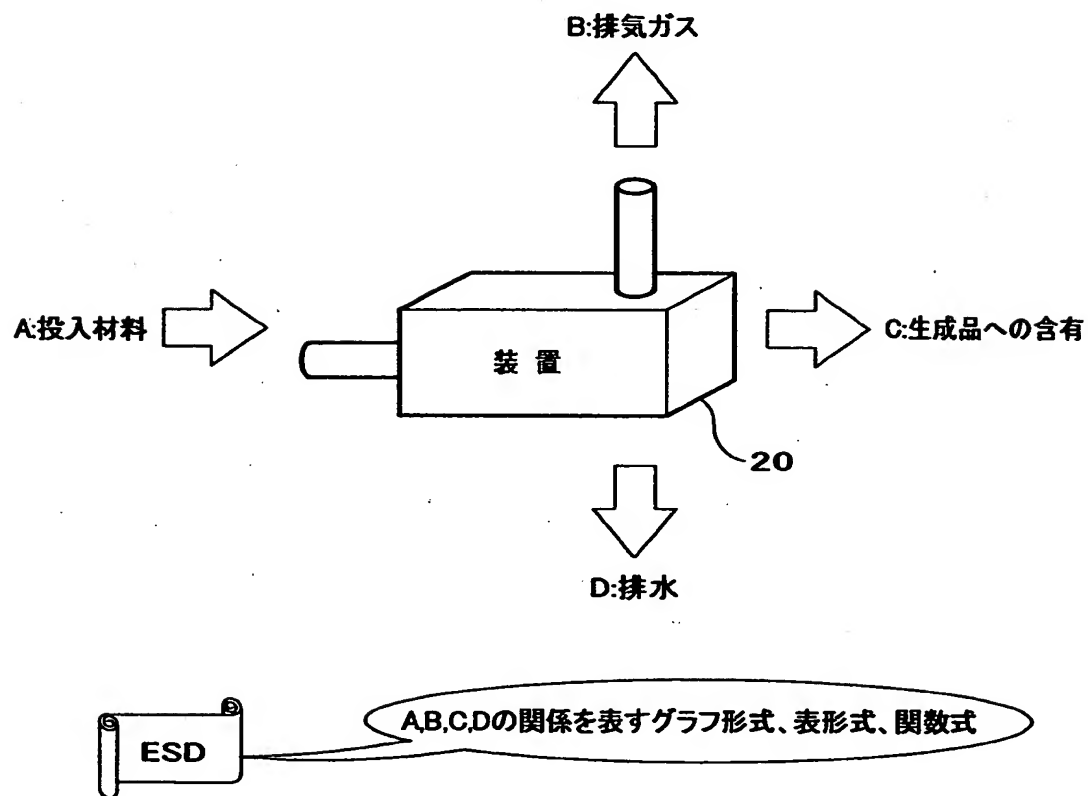 B:排気ガス
A:投入材料
装置
C:生成品への含有
20
D:排水
ESD
A,B,C,Dの関係を表すグラフ形式、表形式、関数式